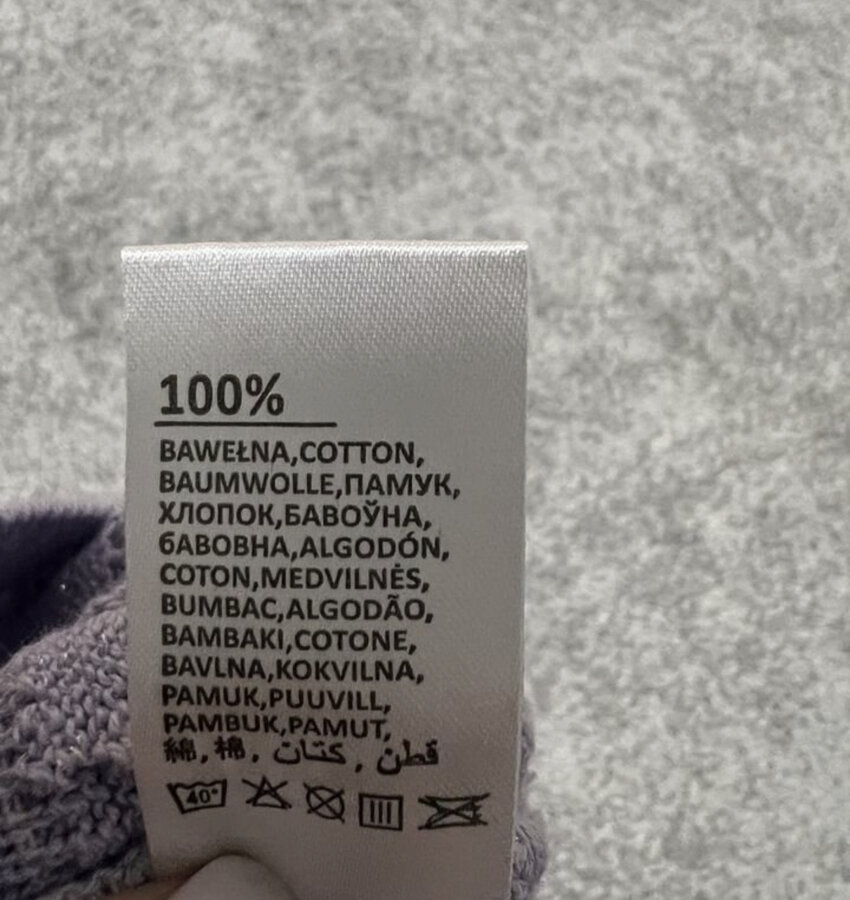 100%
BAWEŁNA,COTTON,
BAUMWOLLE,ПАМУК,
ХЛОПОК,БАВОЎНА,
бАВОВНА,ALGODÓN,
COTON,MEDVILNĖS,
BUMBAC,ALGODÃO,
BAMBAKI,COTONE,
BAVLNA,KOKVILNA,
PAMUK,PUUVILL,
PAMBUK,PAMUT,
綿,棉, قطن, كتان
40°